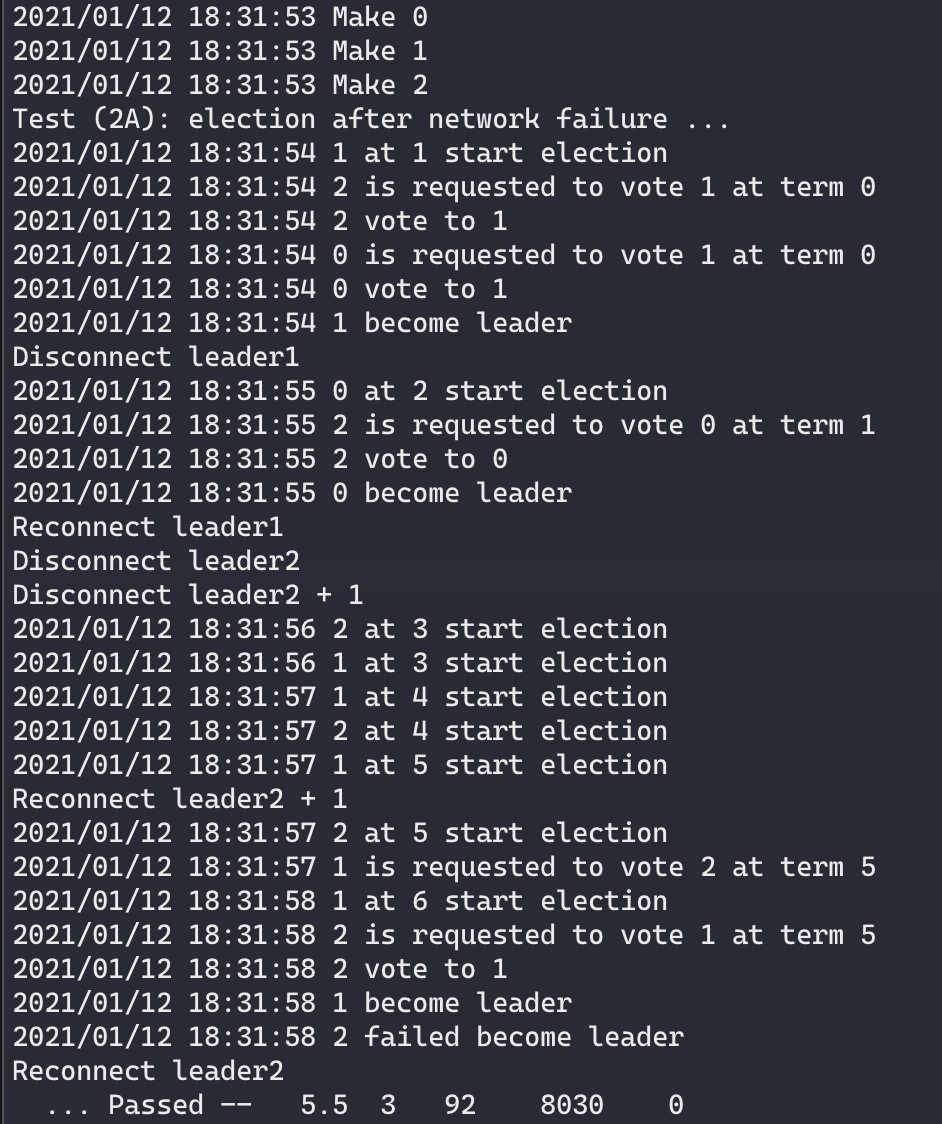 2021/01/12 18:31:53 Make 0
2021/01/12 18:31:53 Make 1
2021/01/12 18:31:53 Make 2
Test (2A): election after network failure ...
2021/01/12 18:31:54 1 at 1 start election
2021/01/12 18:31:54 2 is requested to vote 1 at term 0
2021/01/12 18:31:54 2 vote to 1
2021/01/12 18:31:54 0 is requested to vote 1 at term 0
2021/01/12 18:31:54 0 vote to 1
2021/01/12 18:31:54 1 become leader
Disconnect leader1
2021/01/12 18:31:55 0 at 2 start election
2021/01/12 18:31:55 2 is requested to vote 0 at term 1
2021/01/12 18:31:55 2 vote to 0
2021/01/12 18:31:55 0 become leader
Reconnect leader1
Disconnect leader2
Disconnect leader2 + 1
2021/01/12 18:31:56 2 at 3 start election
2021/01/12 18:31:56 1 at 3 start election
2021/01/12 18:31:57 1 at 4 start election
2021/01/12 18:31:57 2 at 4 start election
2021/01/12 18:31:57 1 at 5 start election
Reconnect leader2 + 1
2021/01/12 18:31:57 2 at 5 start election
2021/01/12 18:31:57 1 is requested to vote 2 at term 5
2021/01/12 18:31:58 1 at 6 start election
2021/01/12 18:31:58 2 is requested to vote 1 at term 5
2021/01/12 18:31:58 2 vote to 1
2021/01/12 18:31:58 1 become leader
2021/01/12 18:31:58 2 failed become leader
Reconnect leader2
  ... Passed --   5.5  3   92    8030    0